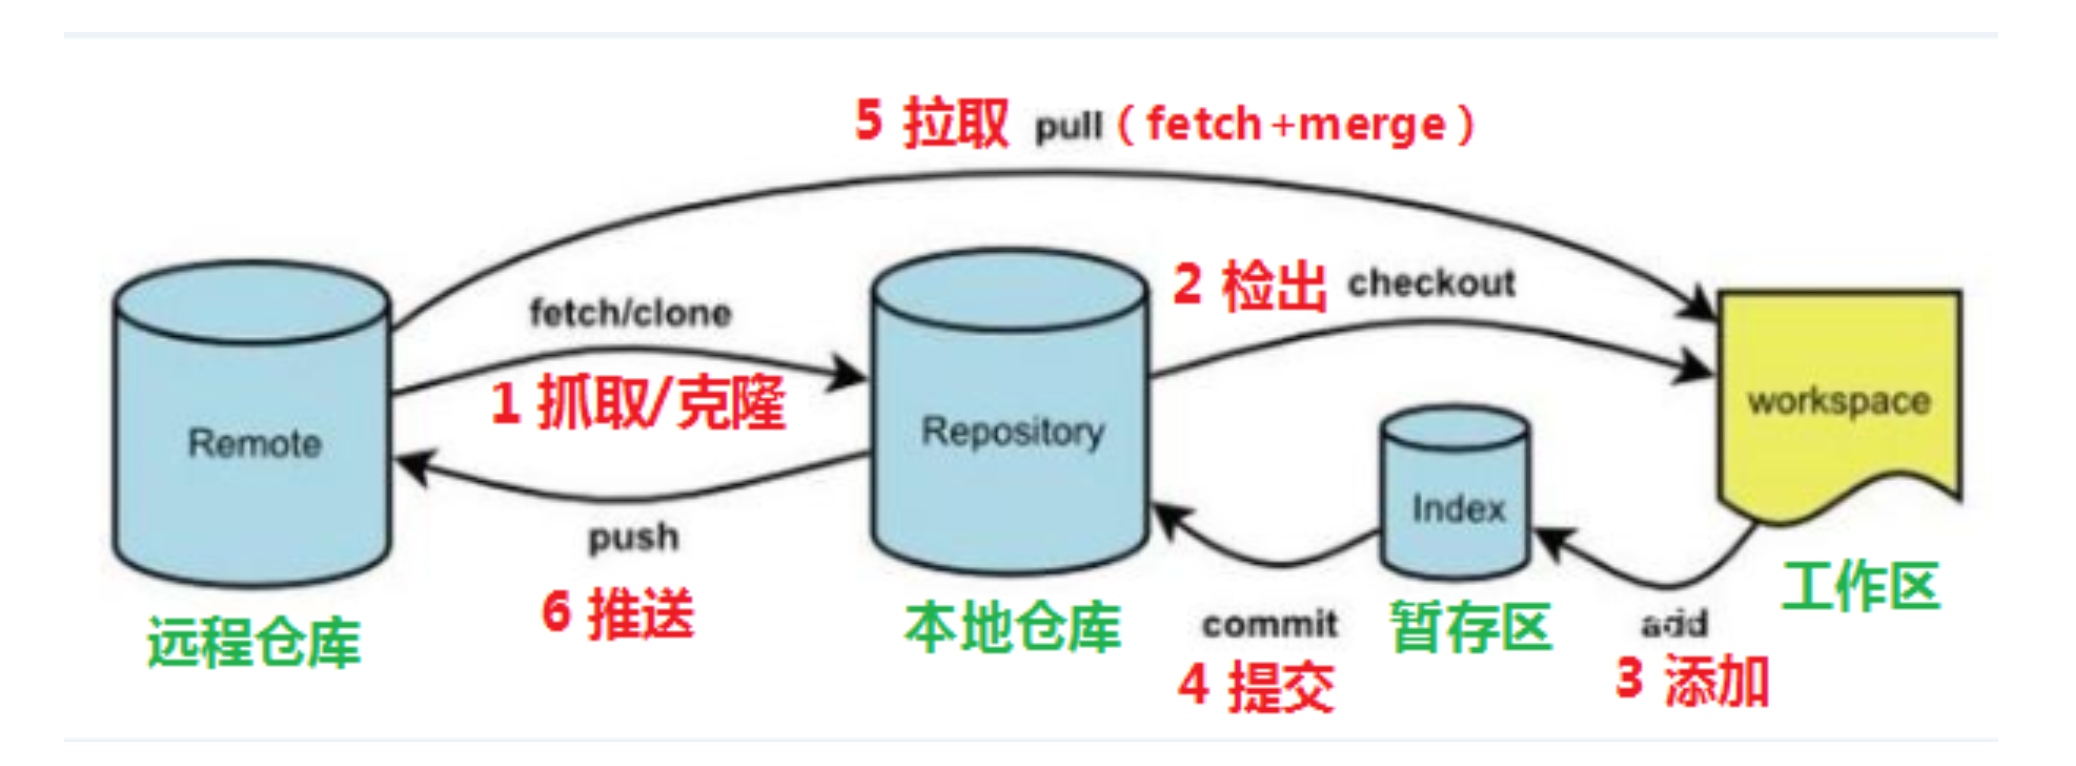 5 拉取 pull（fetch+merge）
2 检出 checkout
fetch/clone
1 抓取/克隆
workspace
Remote
Repository
Index
push
6 推送
工作区
远程仓库
本地仓库
commit
4 提交
暂存区
add
3 添加